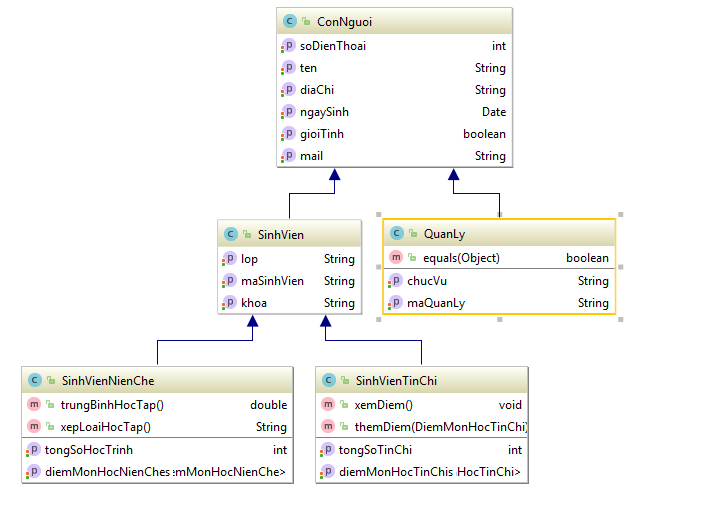 C ConNguoi
p soDienThoai int
p ten String
p diaChi String
p ngaySinh Date
p gioiTinh boolean
p mail String
C SinhVien
p lop String
p maSinhVien String
p khoa String
C QuanLy
m equals(Object) boolean
p chucVu String
p maQuanLy String
C SinhVienNienChe
m trungBinhHocTap() double
m xepLoaiHocTap() String
p tongSoHocTrinh int
p diemMonHocNienChes :mMonHocNienChe>
C SinhVienTinChi
m xemDiem() void
m themDiem(DiemMonHocTinChi)
p tongSoTinChi int
p diemMonHocTinChis HocTinChi>